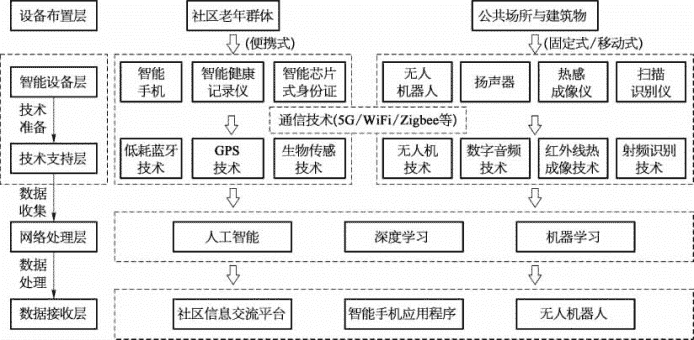 设备布置层
社区老年群体
公共场所与建筑物
(便携式)
(固定式/移动式)
智能设备层
智能
手机
智能健康
记录仪
智能芯片
式身份证
无人
机器人
扬声器
热感
成像仪
扫描
识别仪
技术
准备
通信技术(5G/WiFi/Zigbee等)
技术支持层
低耗蓝牙
技术
GPS
技术
生物传感
技术
无人机
技术
数字音频
技术
红外线热
成像技术
射频识别
技术
数据
收集
网络处理层
人工智能
深度学习
机器学习
数据
处理
数据接收层
社区信息交流平台
智能手机应用程序
无人机器人